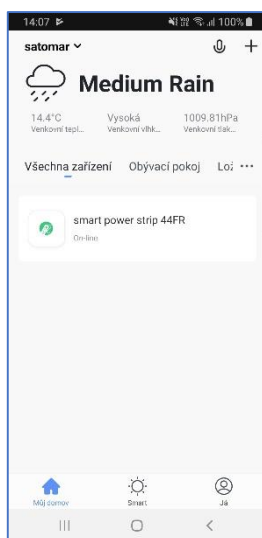 14:07 100%
satomar
Medium Rain
14.4°C Vysoká 1009.81hPa
Venkovní tepl... Venkovní vlhk... Venkovní tlak...
Všechna zařízení Obývací pokoj Lož ...
smart power strip 44FR
On-line
Můj domov Smart Já